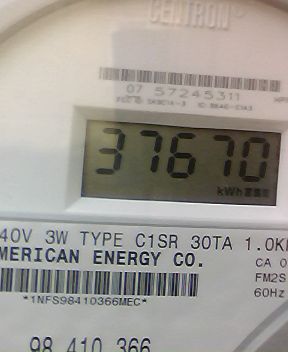 CENTRON®
07 57245311
37670
kWh
40V 3W TYPE C1SR 30TA 1.0K
MERICAN ENERGY CO.
CA 0
FM2S
60Hz
*1NFS98410366MEC*
98 410 366